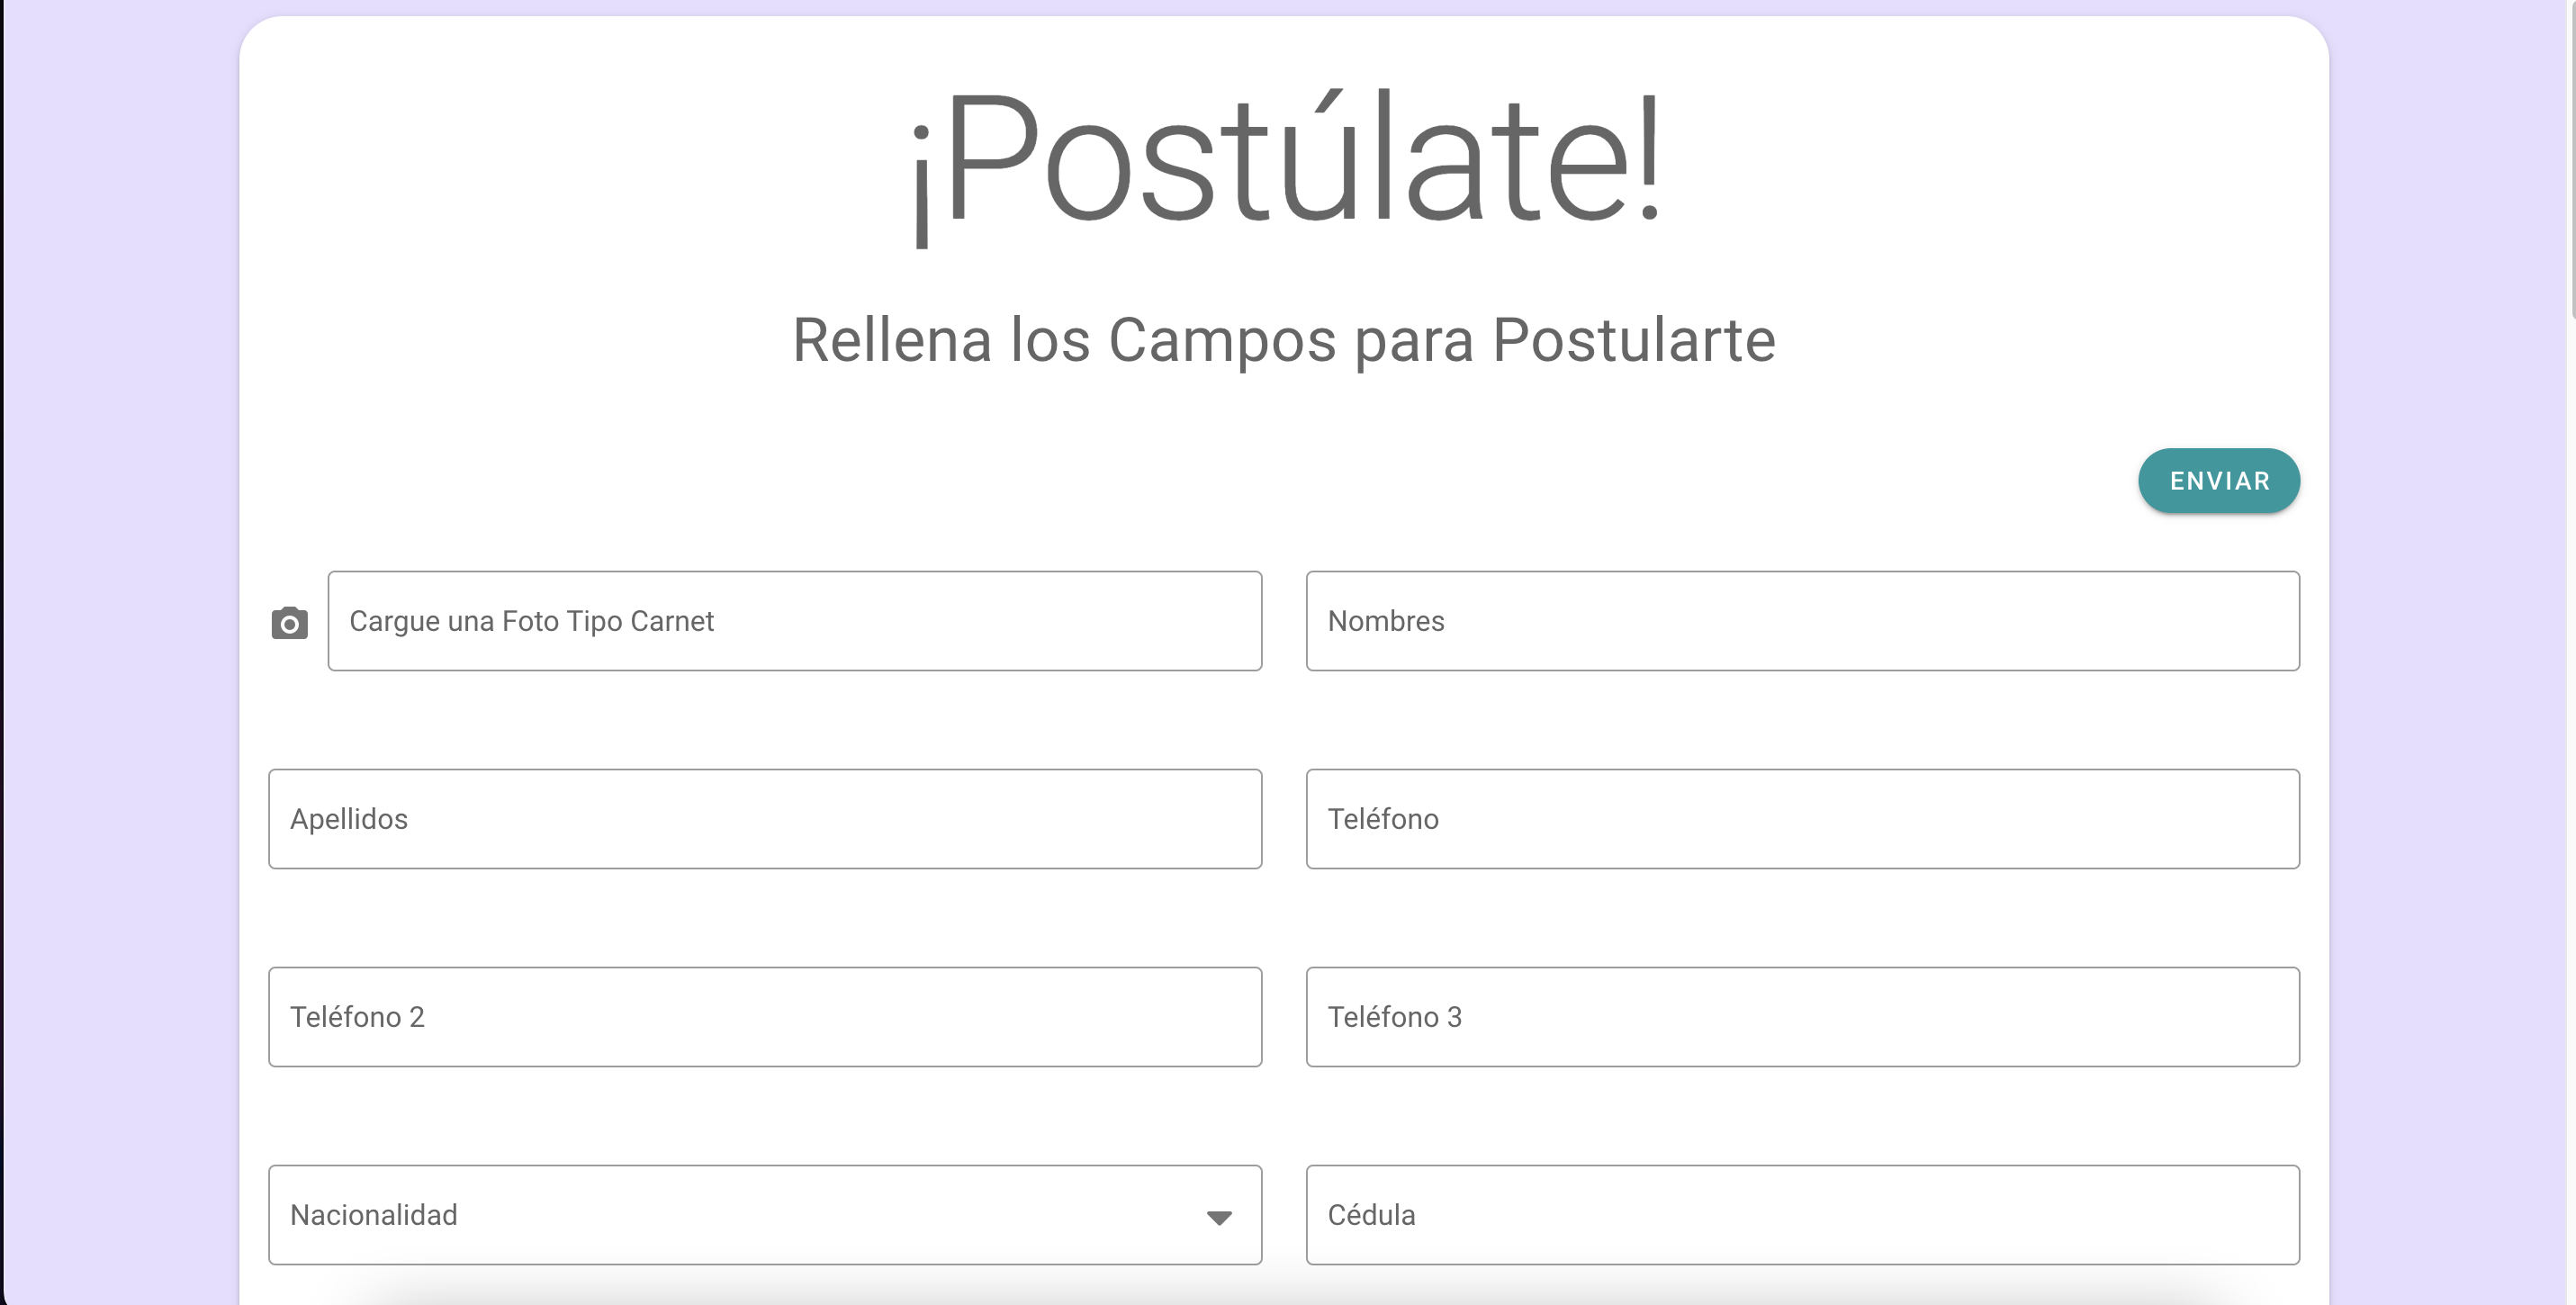 ¡Postúlate!
Rellena los Campos para Postularte
ENVIAR
Cargue una Foto Tipo Carnet
Nombres
Apellidos
Teléfono
Teléfono 2
Teléfono 3
Nacionalidad
Cédula